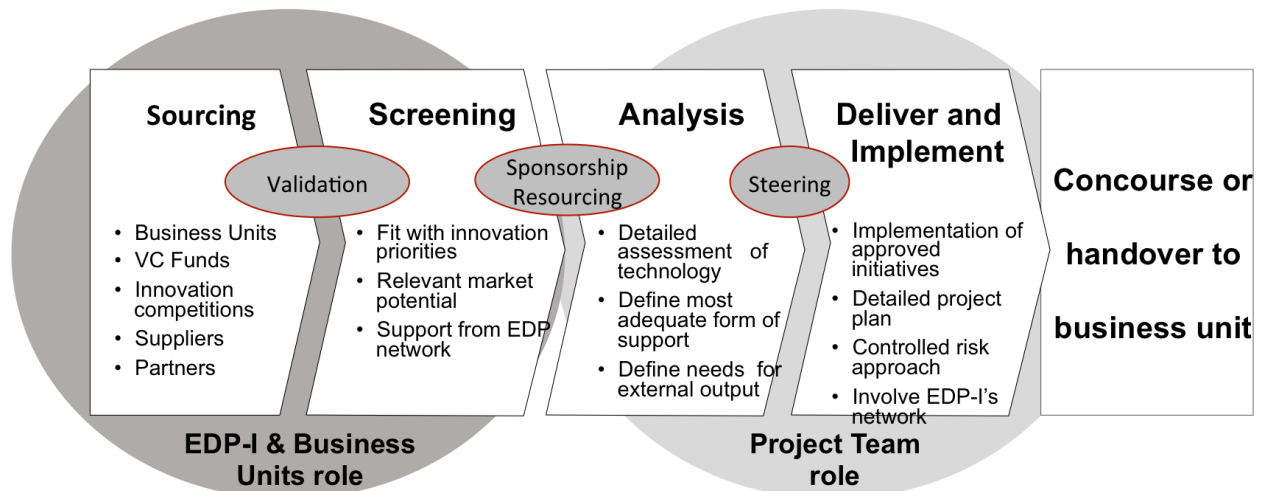 Sourcing
Validation
• Business Units
• VC Funds
• Innovation
competitions
• Suppliers
• Partners
Screening
Sponsorship
Resourcing
• Fit with innovation
priorities
• Relevant market
potential
• Support from EDP
network
Analysis
Steering
• Detailed
assessment of
technology
• Define most
adequate form of
support
• Define needs for
external output
Deliver and
Implement
• Implementation of
approved
initiatives
• Detailed project
plan
• Controlled risk
approach
• Involve EDP-I's
network
Concourse or
handover to
business unit
EDP-I & Business
Units role
Project Team
role